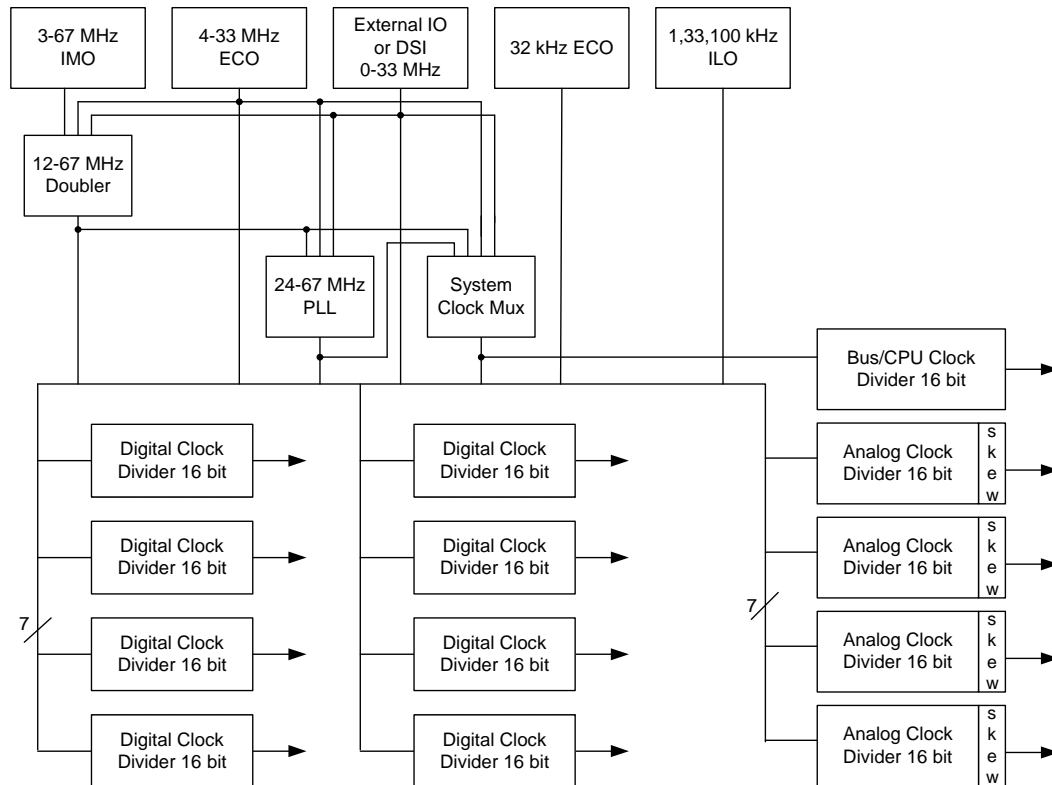 3-67 MHz
IMO
4-33 MHz
ECO
External IO
or DSI
0-33 MHz
32 kHz ECO
1,33,100 kHz
ILO
12-67 MHz
Doubler
24-67 MHz
PLL
System
Clock Mux
Bus/CPU Clock
Divider 16 bit
Digital Clock
Divider 16 bit
Digital Clock
Divider 16 bit
Analog Clock
Divider 16 bit
s
k
e
w
Digital Clock
Divider 16 bit
Digital Clock
Divider 16 bit
Analog Clock
Divider 16 bit
s
k
e
w
7
7
Digital Clock
Divider 16 bit
Digital Clock
Divider 16 bit
Analog Clock
Divider 16 bit
s
k
e
w
Digital Clock
Divider 16 bit
Digital Clock
Divider 16 bit
Analog Clock
Divider 16 bit
s
k
e
w